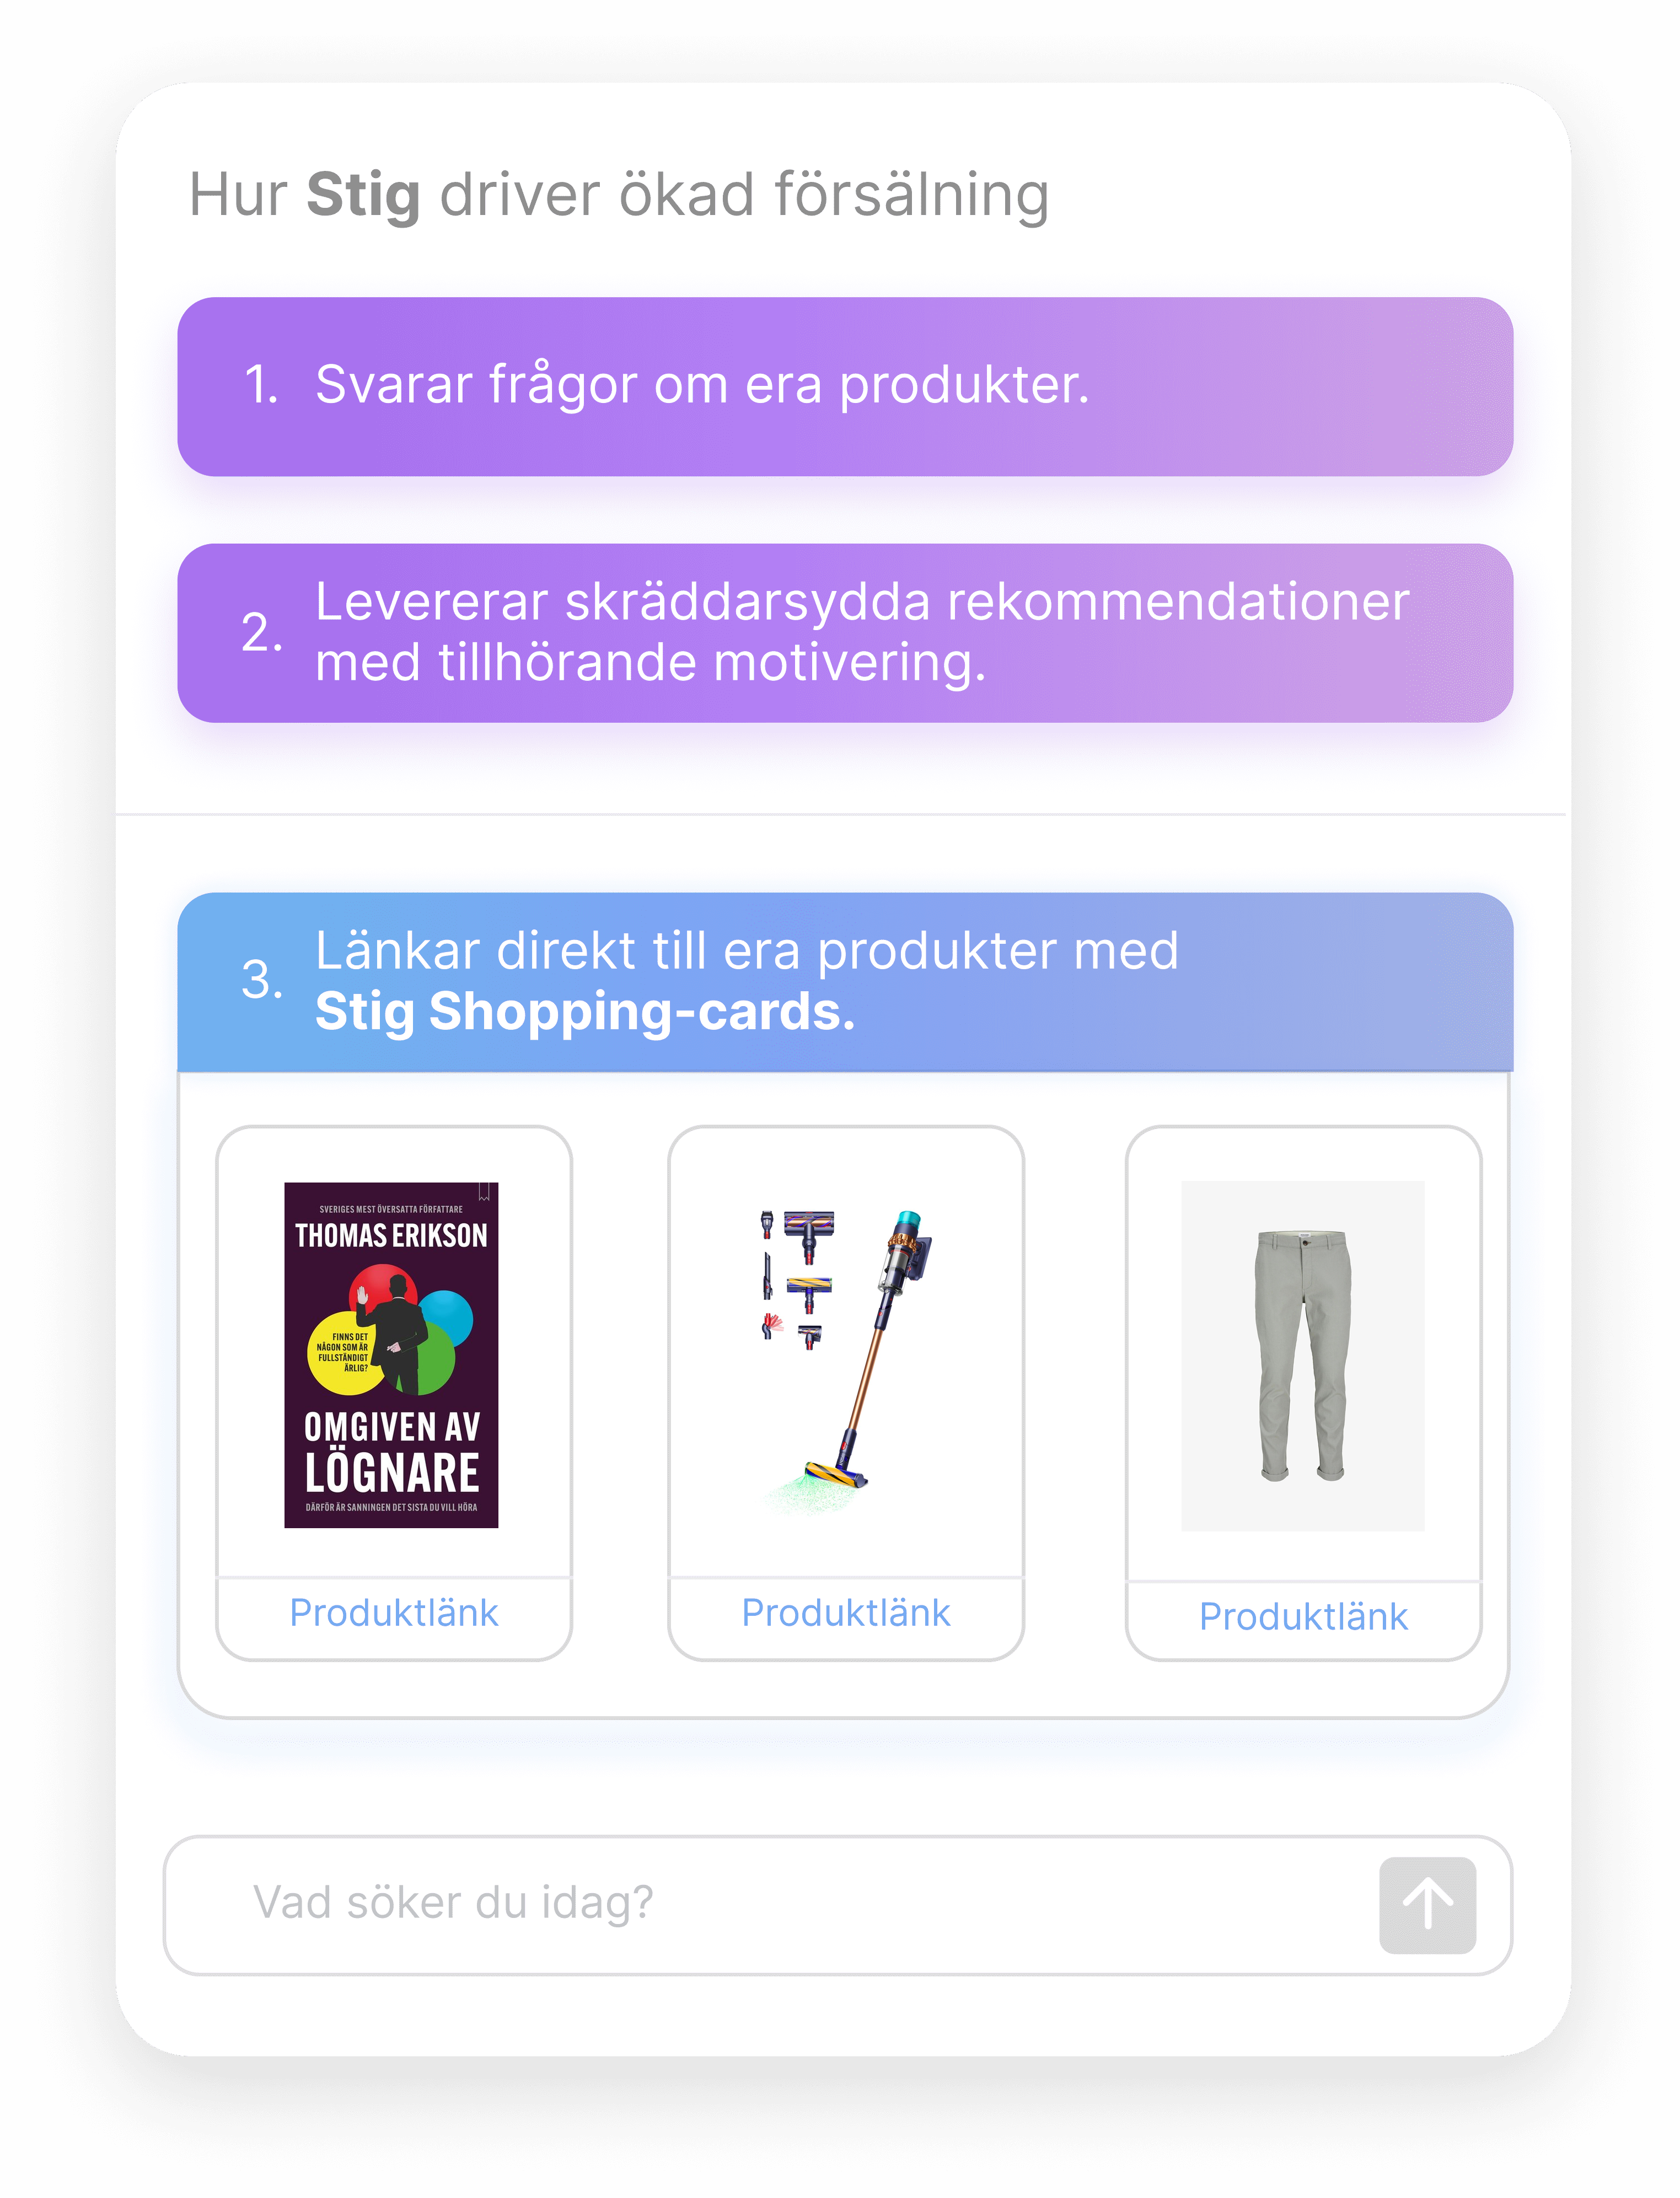 Hur Stig driver ökad försälning
1. Svarar frågor om era produkter.
2. Levererar skräddarsydda rekommendationer
med tillhörande motivering.
3. Länkar direkt till era produkter med
Stig Shopping-cards.
SVERIGES MEST ÖVERSATTA FÖRFATTARE
THOMAS ERIKSON
FINNS DET
NÅGON SOM ÄR
FULLSTÄNDIGT
ÄRLIG?
OMGIVEN AV
LÖGNARE
DÄRFÖR ÄR SANNINGEN DET SISTA DU VILL HÖRA
Produktlänk
Produktlänk
Produktlänk
Vad söker du idag?